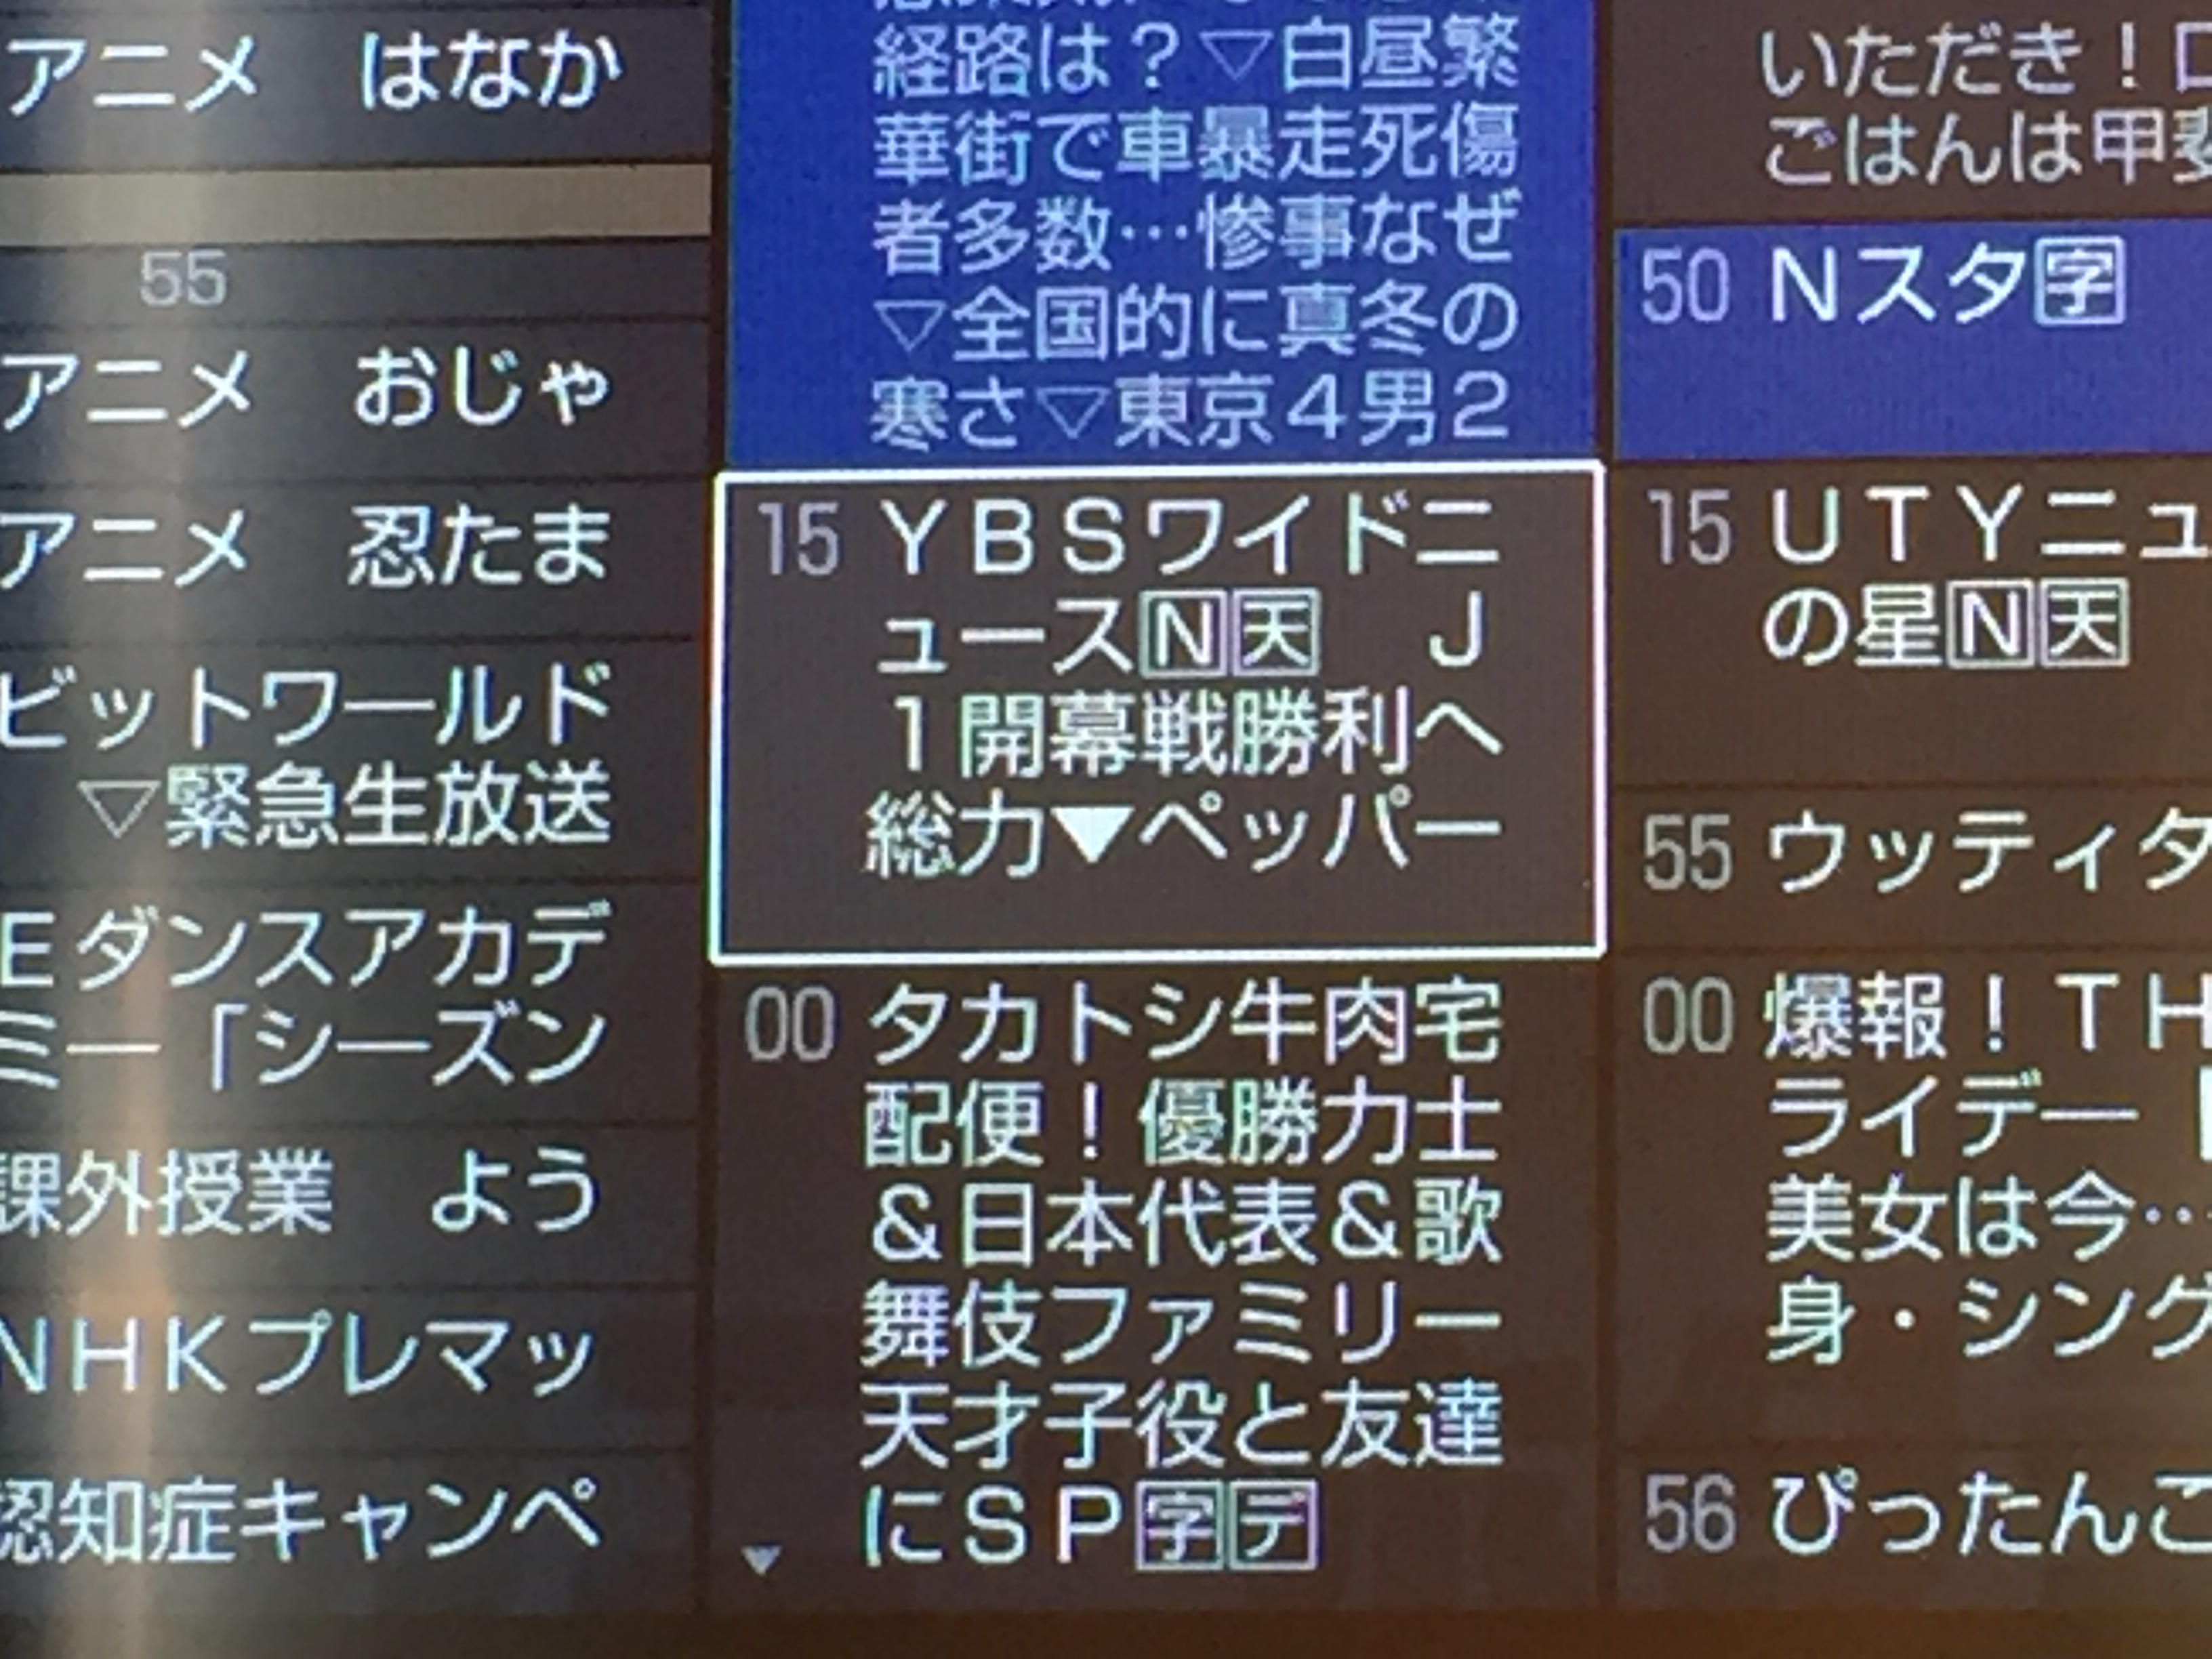 アニメ　はなか
55
アニメ　おじゃ
アニメ　忍たま
ビットワールド
▽緊急生放送
Eダンスアカデ
ミー「シーズン
課外授業　よう
NHKプレマッ
認知症キャンペ
経路は？▽白昼繁
華街で車暴走死傷
者多数…惨事なぜ
▽全国的に真冬の
寒さ▽東京４男２
15 ＹＢＳワイドニ
ュース🄽天　Ｊ
１開幕戦勝利へ
総力▼ペッパー
00 タカトシ牛肉宅
配便！優勝力士
＆日本代表＆歌
舞伎ファミリー
天才子役と友達
にＳＰ字デ
いただき！ロ
ごはんは甲斐
50 Ｎスタ字
15 ＵＴＹニュ
の星🄽天
55 ウッティタ
00 爆報！ＴＨ
ライデー
美女は今…
身・シング
56 ぴったんこ